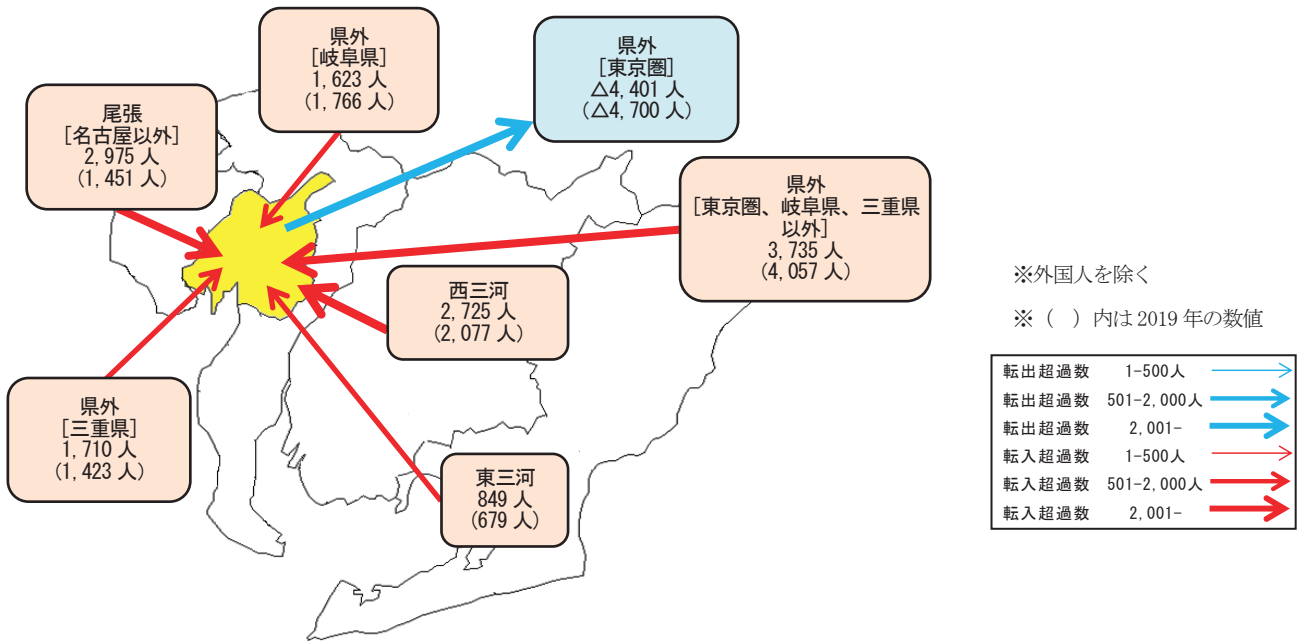 県外
[岐阜県]
1,623 人
(1,766 人)
県外
[東京圏]
△4,401 人
(△4,700 人)
尾張
[名古屋以外]
2,975 人
(1,451 人)
県外
[東京圏、岐阜県、三重県
以外]
3,735 人
(4,057 人)
西三河
2,725 人
(2,077 人)
県外
[三重県]
1,710 人
(1,423 人)
東三河
849 人
(679 人)
※外国人を除く
※（　）内は 2019 年の数値
転出超過数 1-500人
転出超過数 501-2,000人
転出超過数 2,001-
転入超過数 1-500人
転入超過数 501-2,000人
転入超過数 2,001-